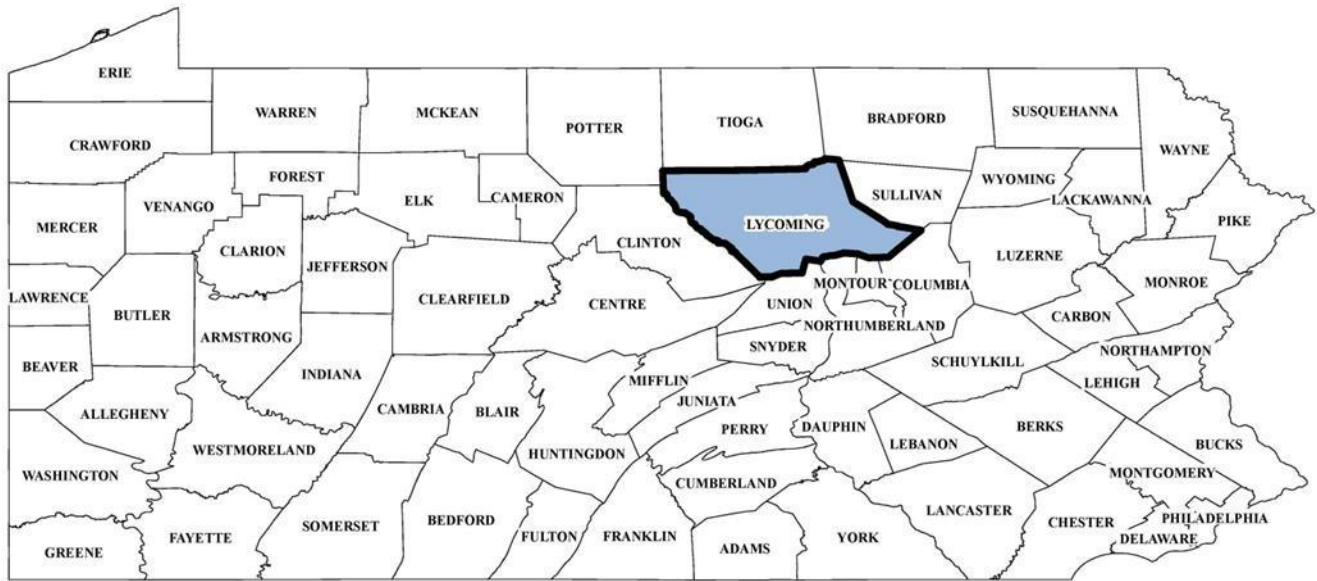 ERIE
WARREN
MCKEAN
POTTER
TIOGA
BRADFORD
SUSQUEHANNA
CRAWFORD
WAYNE
FOREST
ELK
CAMERON
SULLIVAN
WYOMING
LACKAWANNA
MERCER
VENANGO
CLARION
LYCOMING
PIKE
CLINTON
JEFFERSON
LUZERNE
LAWRENCE
BUTLER
CLEARFIELD
CENTRE
UNION
MONTOUR
COLUMBIA
MONROE
ARMSTRONG
NORTHUMBERLAND
CARBON
BEAVER
INDIANA
SNYDER
SCHUYLKILL
NORTHAMPTON
ALLEGHENY
CAMBRIA
BLAIR
MIFFLIN
JUNIATA
LEHIGH
WESTMORELAND
HUNTINGDON
PERRY
DAUPHIN
LEBANON
BERKS
BUCKS
WASHINGTON
CUMBERLAND
MONTGOMERY
GREENE
FAYETTE
SOMERSET
BEDFORD
FULTON
FRANKLIN
ADAMS
YORK
LANCASTER
CHESTER
PHILADELPHIA
DELAWARE